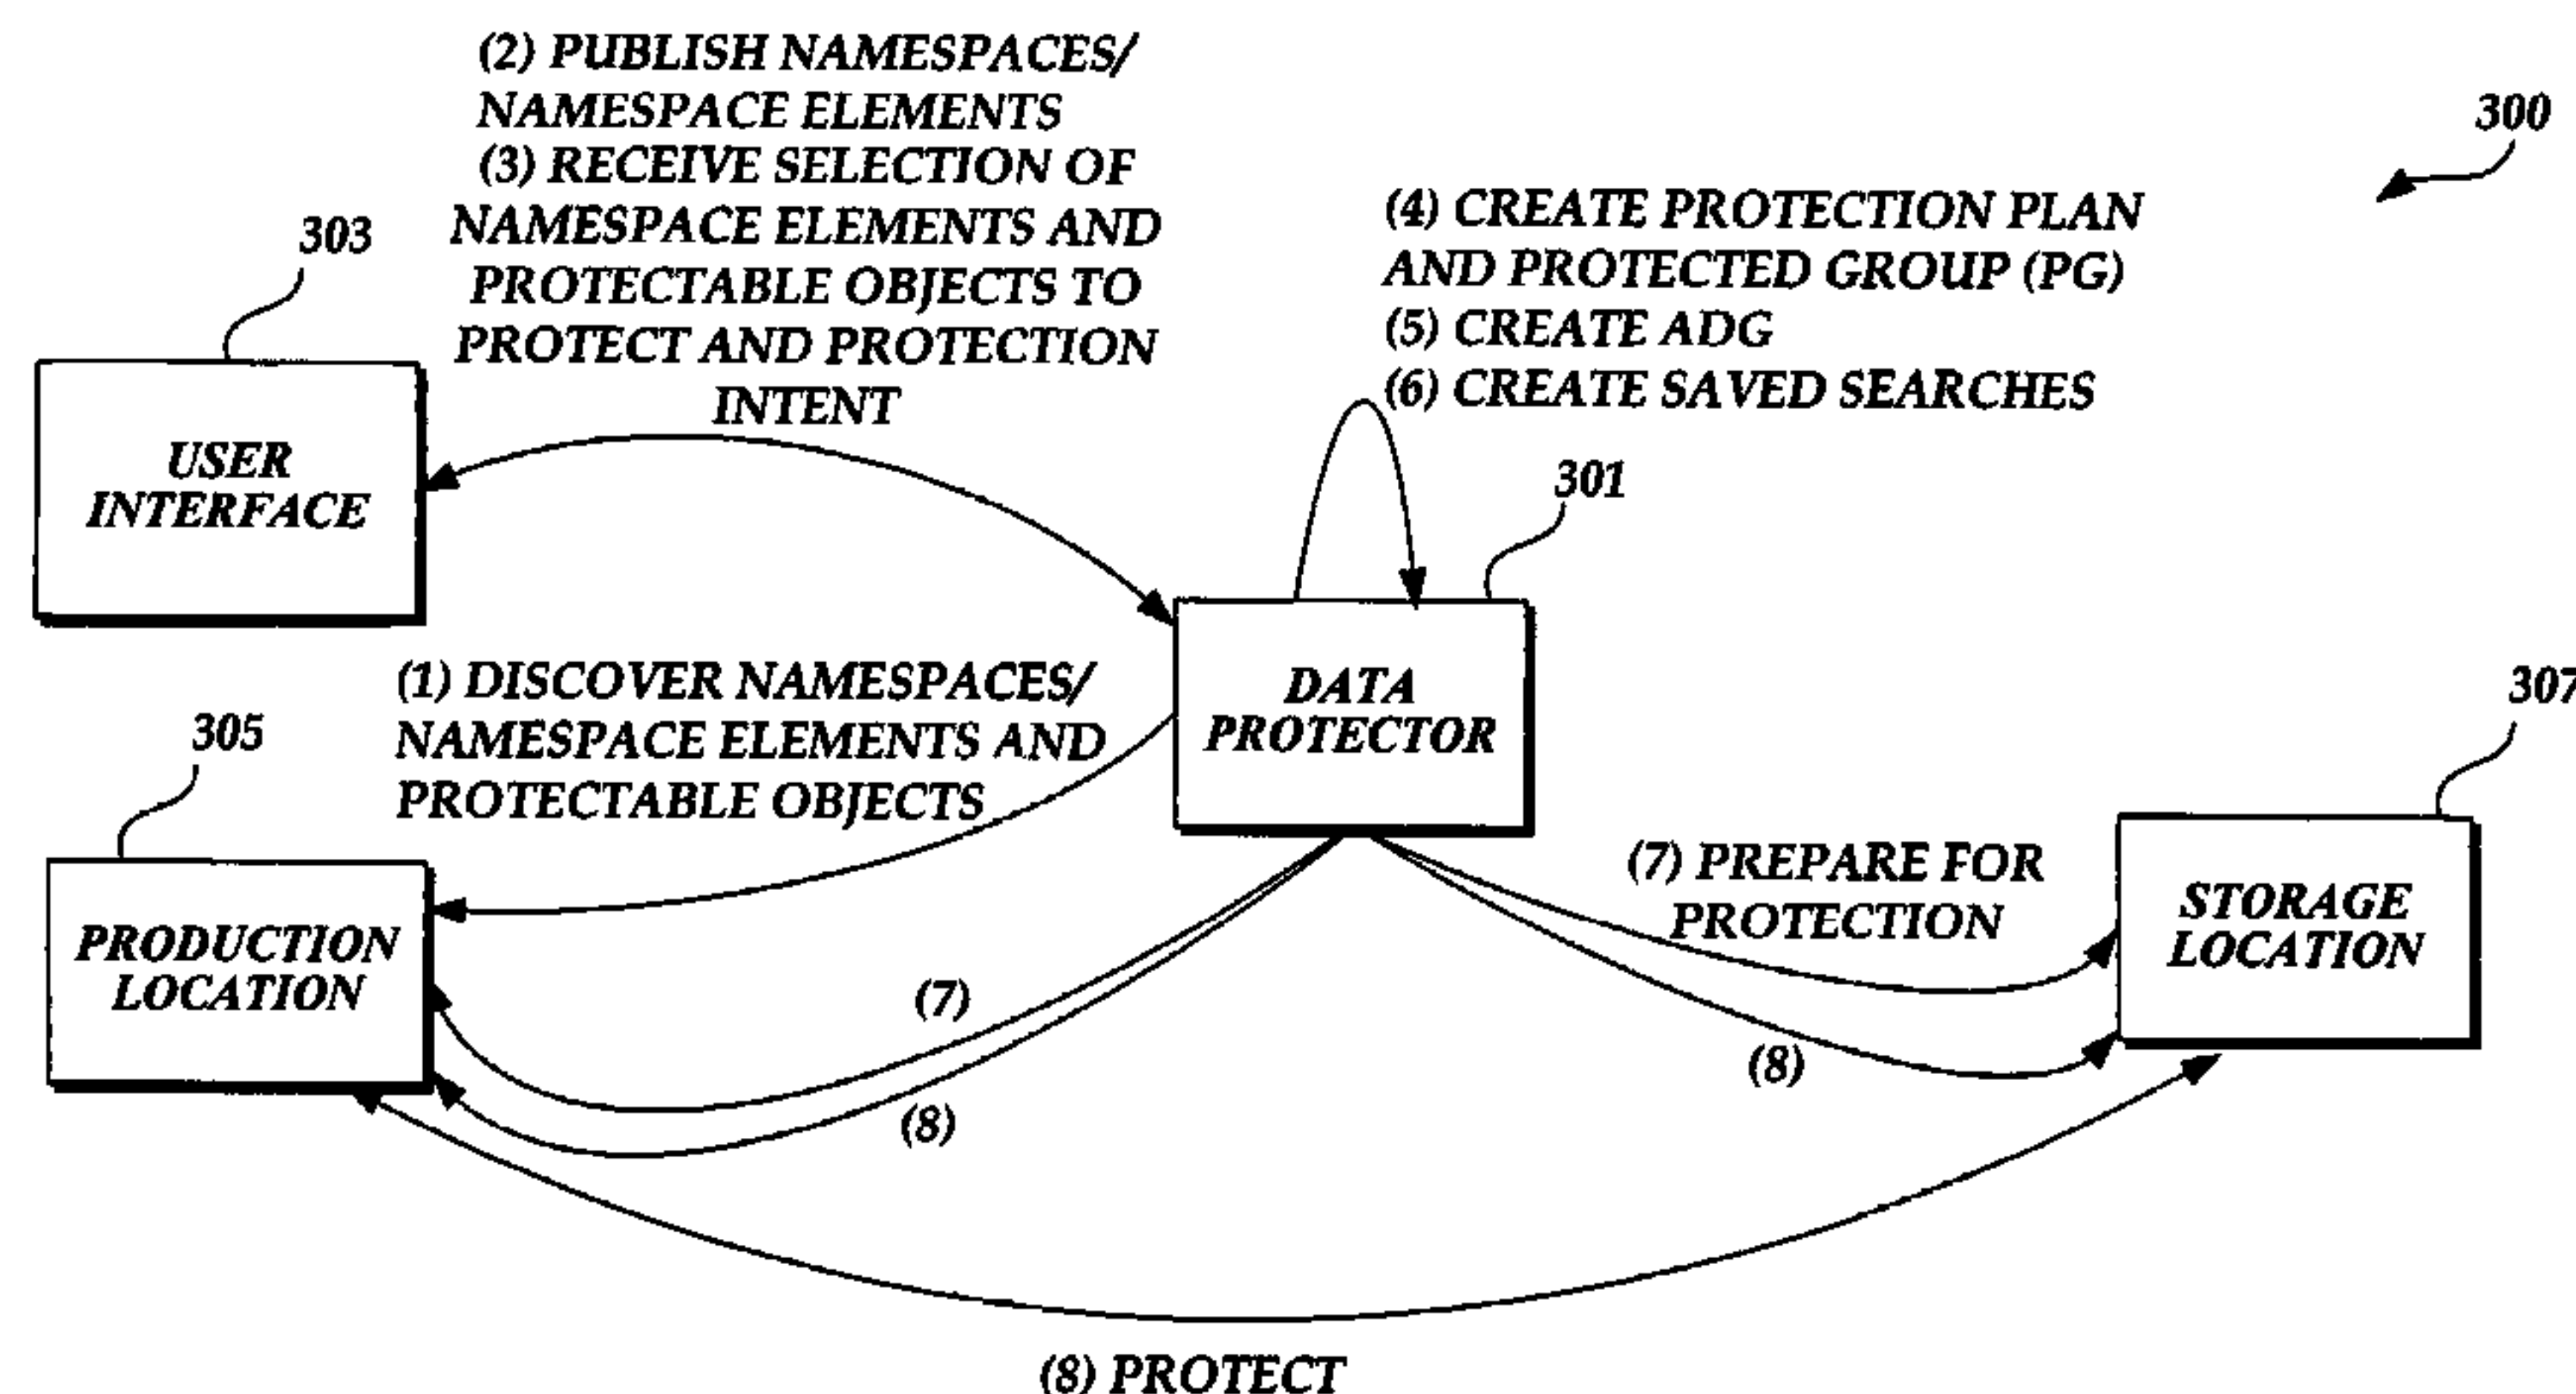 (2) PUBLISH NAMESPACES/
NAMESPACE ELEMENTS
(3) RECEIVE SELECTION OF
NAMESPACE ELEMENTS AND
PROTECTABLE OBJECTS TO
PROTECT AND PROTECTION
INTENT
300
(4) CREATE PROTECTION PLAN
AND PROTECTED GROUP (PG)
(5) CREATE ADG
(6) CREATE SAVED SEARCHES
303
USER
INTERFACE
301
DATA
PROTECTOR
(1) DISCOVER NAMESPACES/
NAMESPACE ELEMENTS AND
PROTECTABLE OBJECTS
305
PRODUCTION
LOCATION
307
STORAGE
LOCATION
(7) PREPARE FOR
PROTECTION
(7)
(8)
(8)
(8) PROTECT